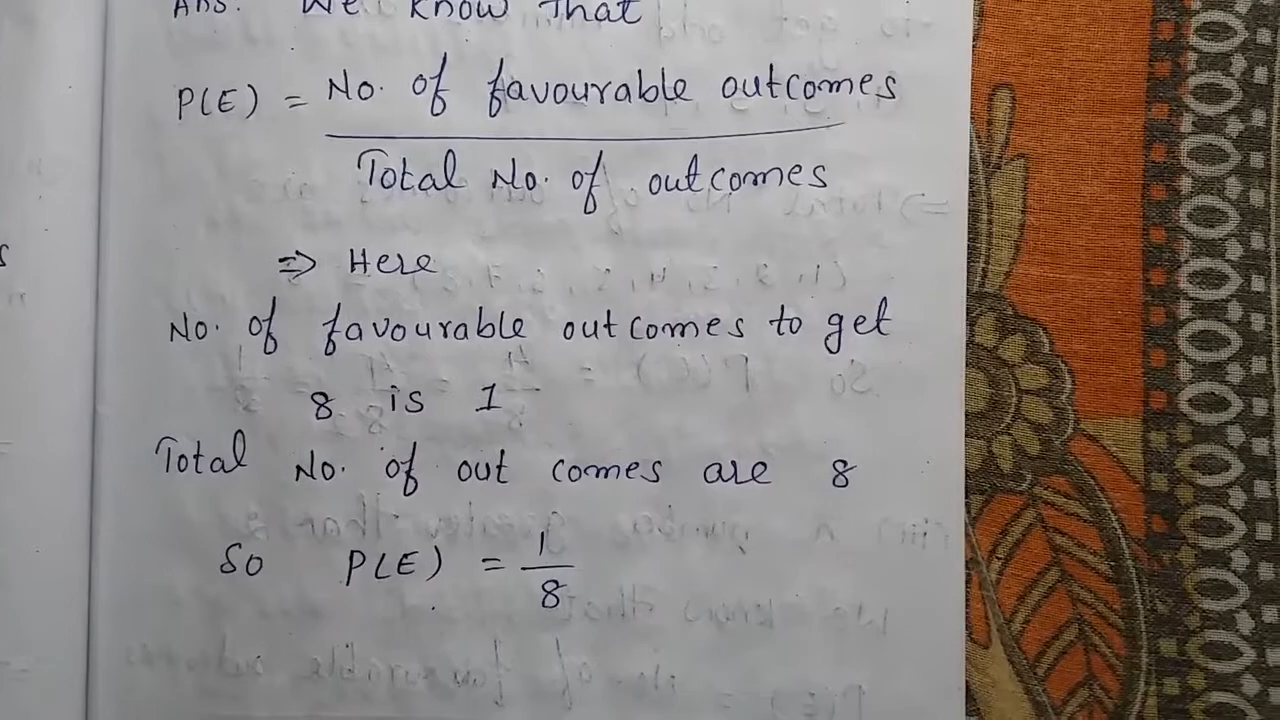 Ans. We know that
P(E) = No. of favourable outcomes
Total No. of outcomes
⇒ Here
No. of favourable outcomes to get
8 is 1
Total No. of out comes are 8
So P(E) = 1
8